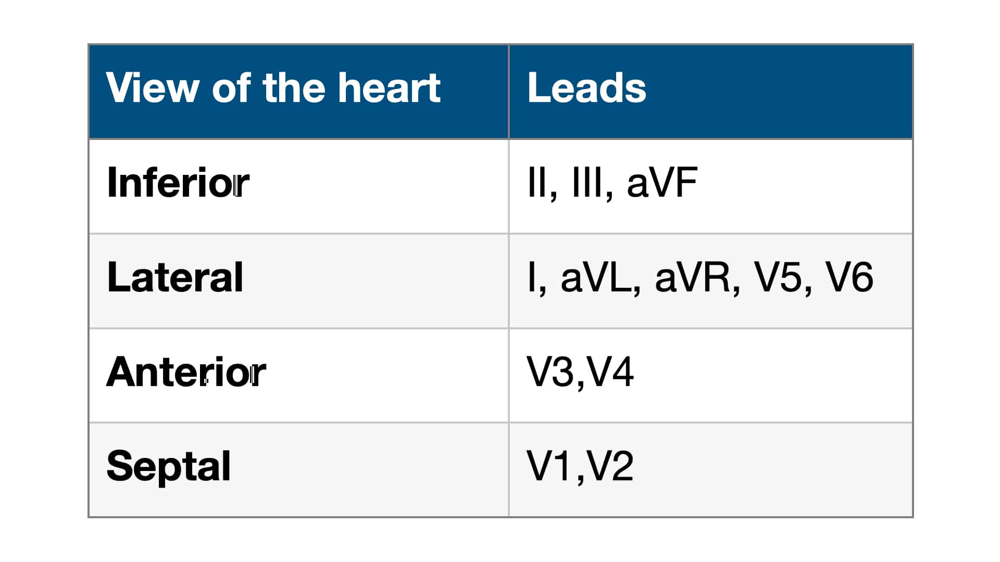 View of the heart Leads
Inferior II, III, aVF
Lateral I, aVL, aVR, V5, V6
Anterior V3,V4
Septal V1,V2